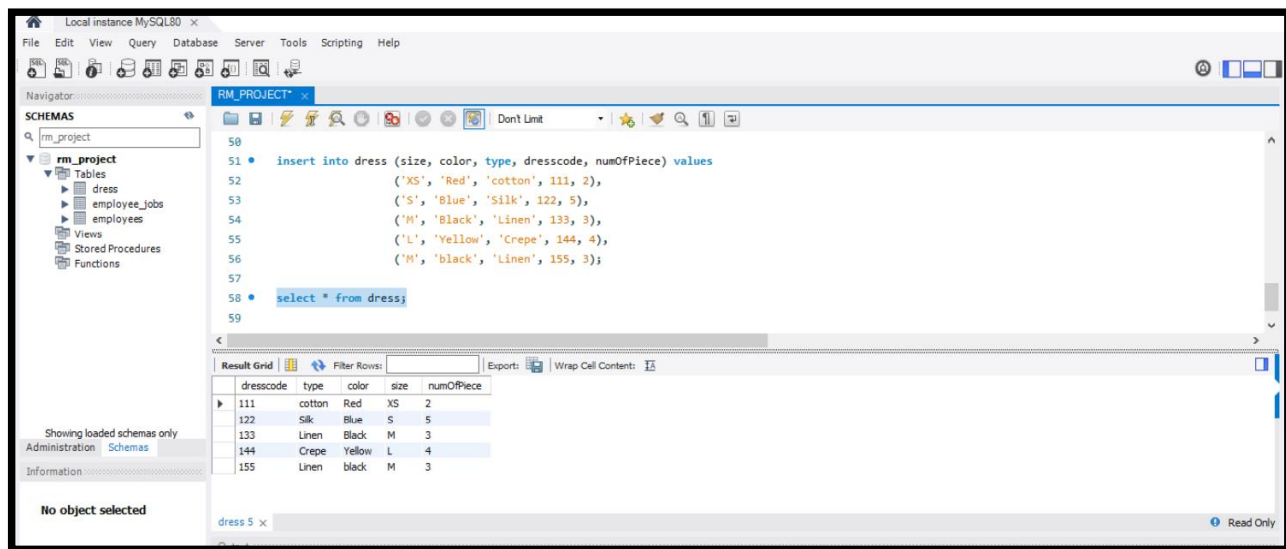 Local instance MySQL80 ×
File Edit View Query Database Server Tools Scripting Help
Navigator
SCHEMAS
rm_project
rm_project
Tables
dress
employee_jobs
employees
Views
Stored Procedures
Functions
Showing loaded schemas only
Administration Schemas
Information
No object selected
RM_PROJECT* ×
Don't Limit
50
51 insert into dress (size, color, type, dresscode, numOfPiece) values
52 ('XS', 'Red', 'cotton', 111, 2),
53 ('S', 'Blue', 'Silk', 122, 5),
54 ('M', 'Black', 'Linen', 133, 3),
55 ('L', 'Yellow', 'Crepe', 144, 4),
56 ('M', 'black', 'Linen', 155, 3);
57
58 select * from dress;
59
Result Grid Filter Rows: Export: Wrap Cell Content:
dresscode type color size numOfPiece
111 cotton Red XS 2
122 Silk Blue S 5
133 Linen Black M 3
144 Crepe Yellow L 4
155 Linen black M 3
dress 5 × Read Only